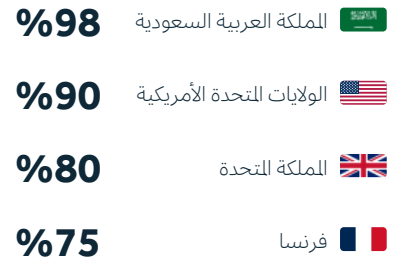 المملكة العربية السعودية %98
الولايات المتحدة الأمريكية %90
المملكة المتحدة %80
فرنسا %75